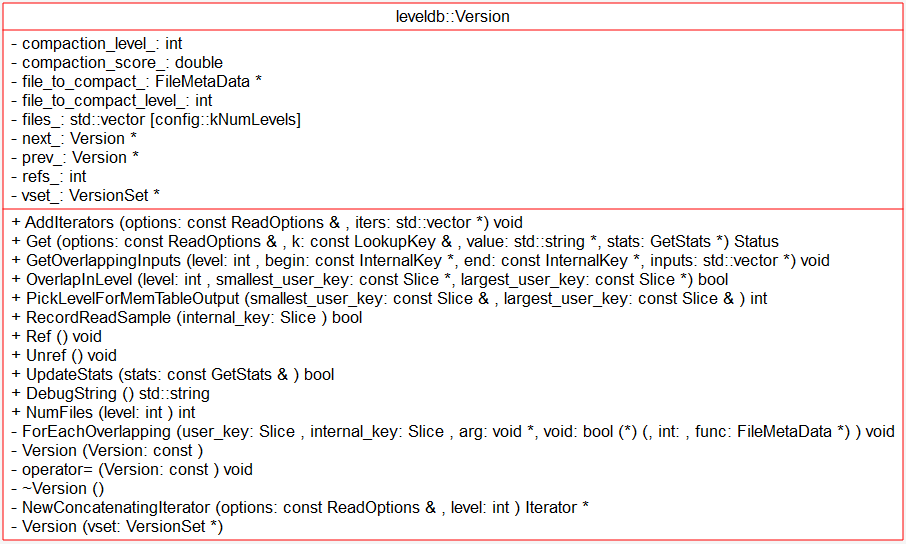 leveldb::Version
- compaction_level_: int
- compaction_score_: double
- file_to_compact_: FileMetaData *
- file_to_compact_level_: int
- files_: std::vector [config::kNumLevels]
- next_: Version *
- prev_: Version *
- refs_: int
- vset_: VersionSet *
+ AddIterators (options: const ReadOptions & , iters: std::vector *) void
+ Get (options: const ReadOptions & , k: const LookupKey & , value: std::string *, stats: GetStats *) Status
+ GetOverlappingInputs (level: int , begin: const InternalKey *, end: const InternalKey *, inputs: std::vector *) void
+ OverlapInLevel (level: int , smallest_user_key: const Slice *, largest_user_key: const Slice *) bool
+ PickLevelForMemTableOutput (smallest_user_key: const Slice & , largest_user_key: const Slice & ) int
+ RecordReadSample (internal_key: Slice ) bool
+ Ref () void
+ Unref () void
+ UpdateStats (stats: const GetStats & ) bool
+ DebugString () std::string
+ NumFiles (level: int ) int
- ForEachOverlapping (user_key: Slice , internal_key: Slice , arg: void *, void: bool (*) (, int: , func: FileMetaData *) ) void
- Version (Version: const )
- operator= (Version: const ) void
- ~Version ()
- NewConcatenatingIterator (options: const ReadOptions & , level: int ) Iterator *
- Version (vset: VersionSet *)